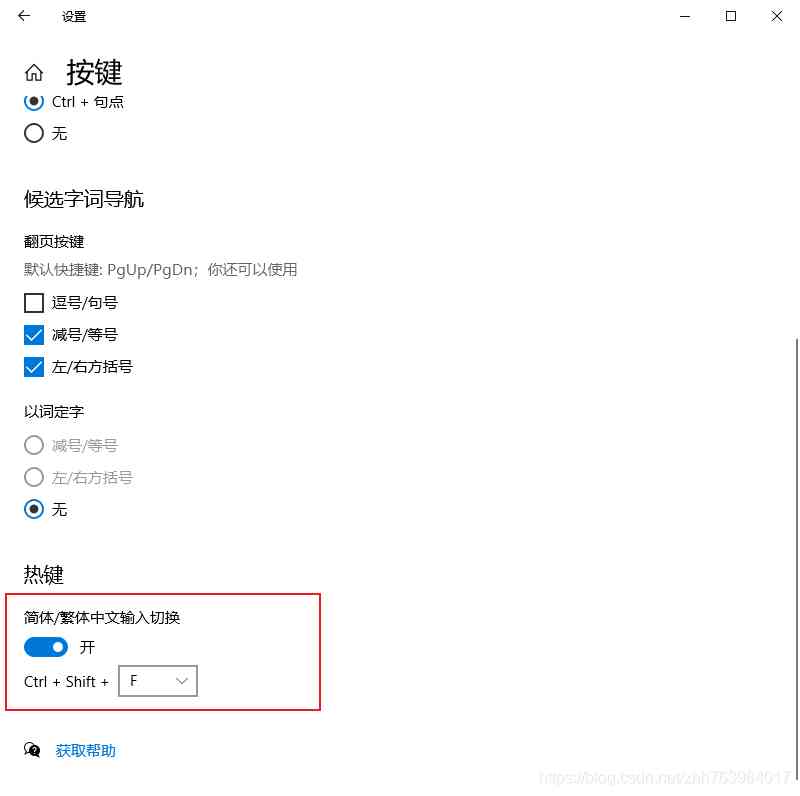 设置
按键
Ctrl + 句点
无
候选字词导航
翻页按键
默认快捷键: PgUp/PgDn；你还可以使用
逗号/句号
减号/等号
左/右方括号
以词定字
减号/等号
左/右方括号
无
热键
简体/繁体中文输入切换
开
Ctrl + Shift + F
获取帮助
https://blog.csdn.net/zhh763984017